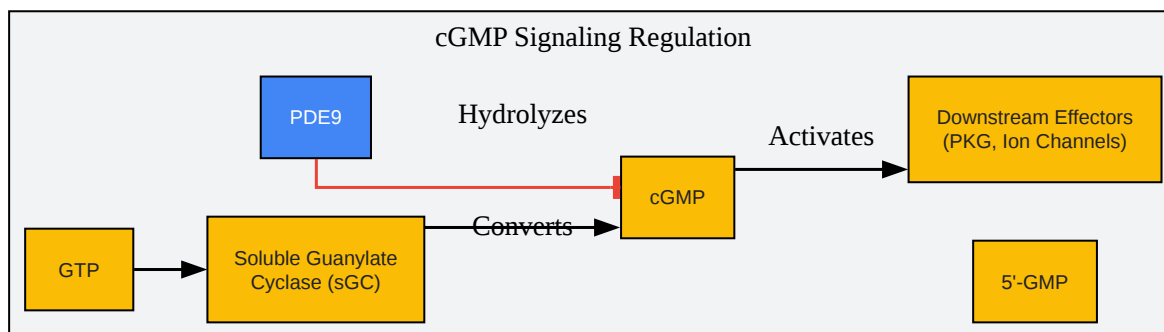 cGMP Signaling Regulation
PDE9
Hydrolyzes
Downstream Effectors
(PKG, Ion Channels)
Activates
cGMP
Converts
GTP
Soluble Guanylate
Cyclase (sGC)
5'-GMP